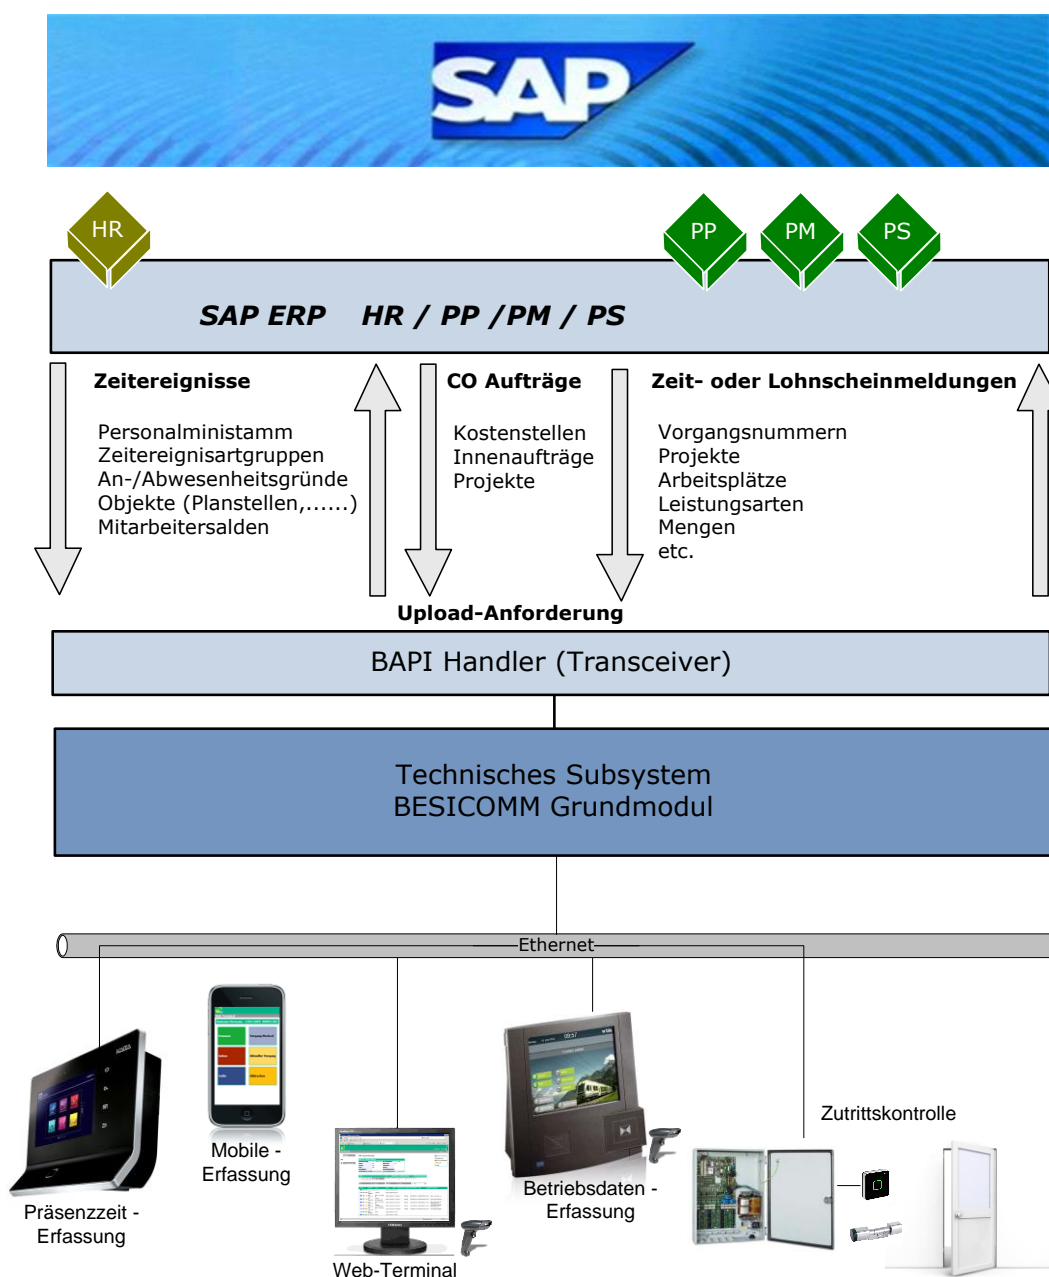 SAP
HR
PP
PM
PS
SAP ERP HR / PP /PM / PS
Zeitereignisse
Personalministamm
Zeitereignisartgruppen
An-/Abwesenheitsgründe
Objekte (Planstellen,......)
Mitarbeitersalden
CO Aufträge
Kostenstellen
Innenaufträge
Projekte
Zeit- oder Lohnscheinmeldungen
Vorgangsnummern
Projekte
Arbeitsplätze
Leistungsarten
Mengen
etc.
Upload-Anforderung
BAPI Handler (Transceiver)
Technisches Subsystem
BESICOMM Grundmodul
Ethernet
09:57
Präsenzzeit -
Erfassung
Mobile -
Erfassung
Web-Terminal
Betriebsdaten -
Erfassung
Zutrittskontrolle